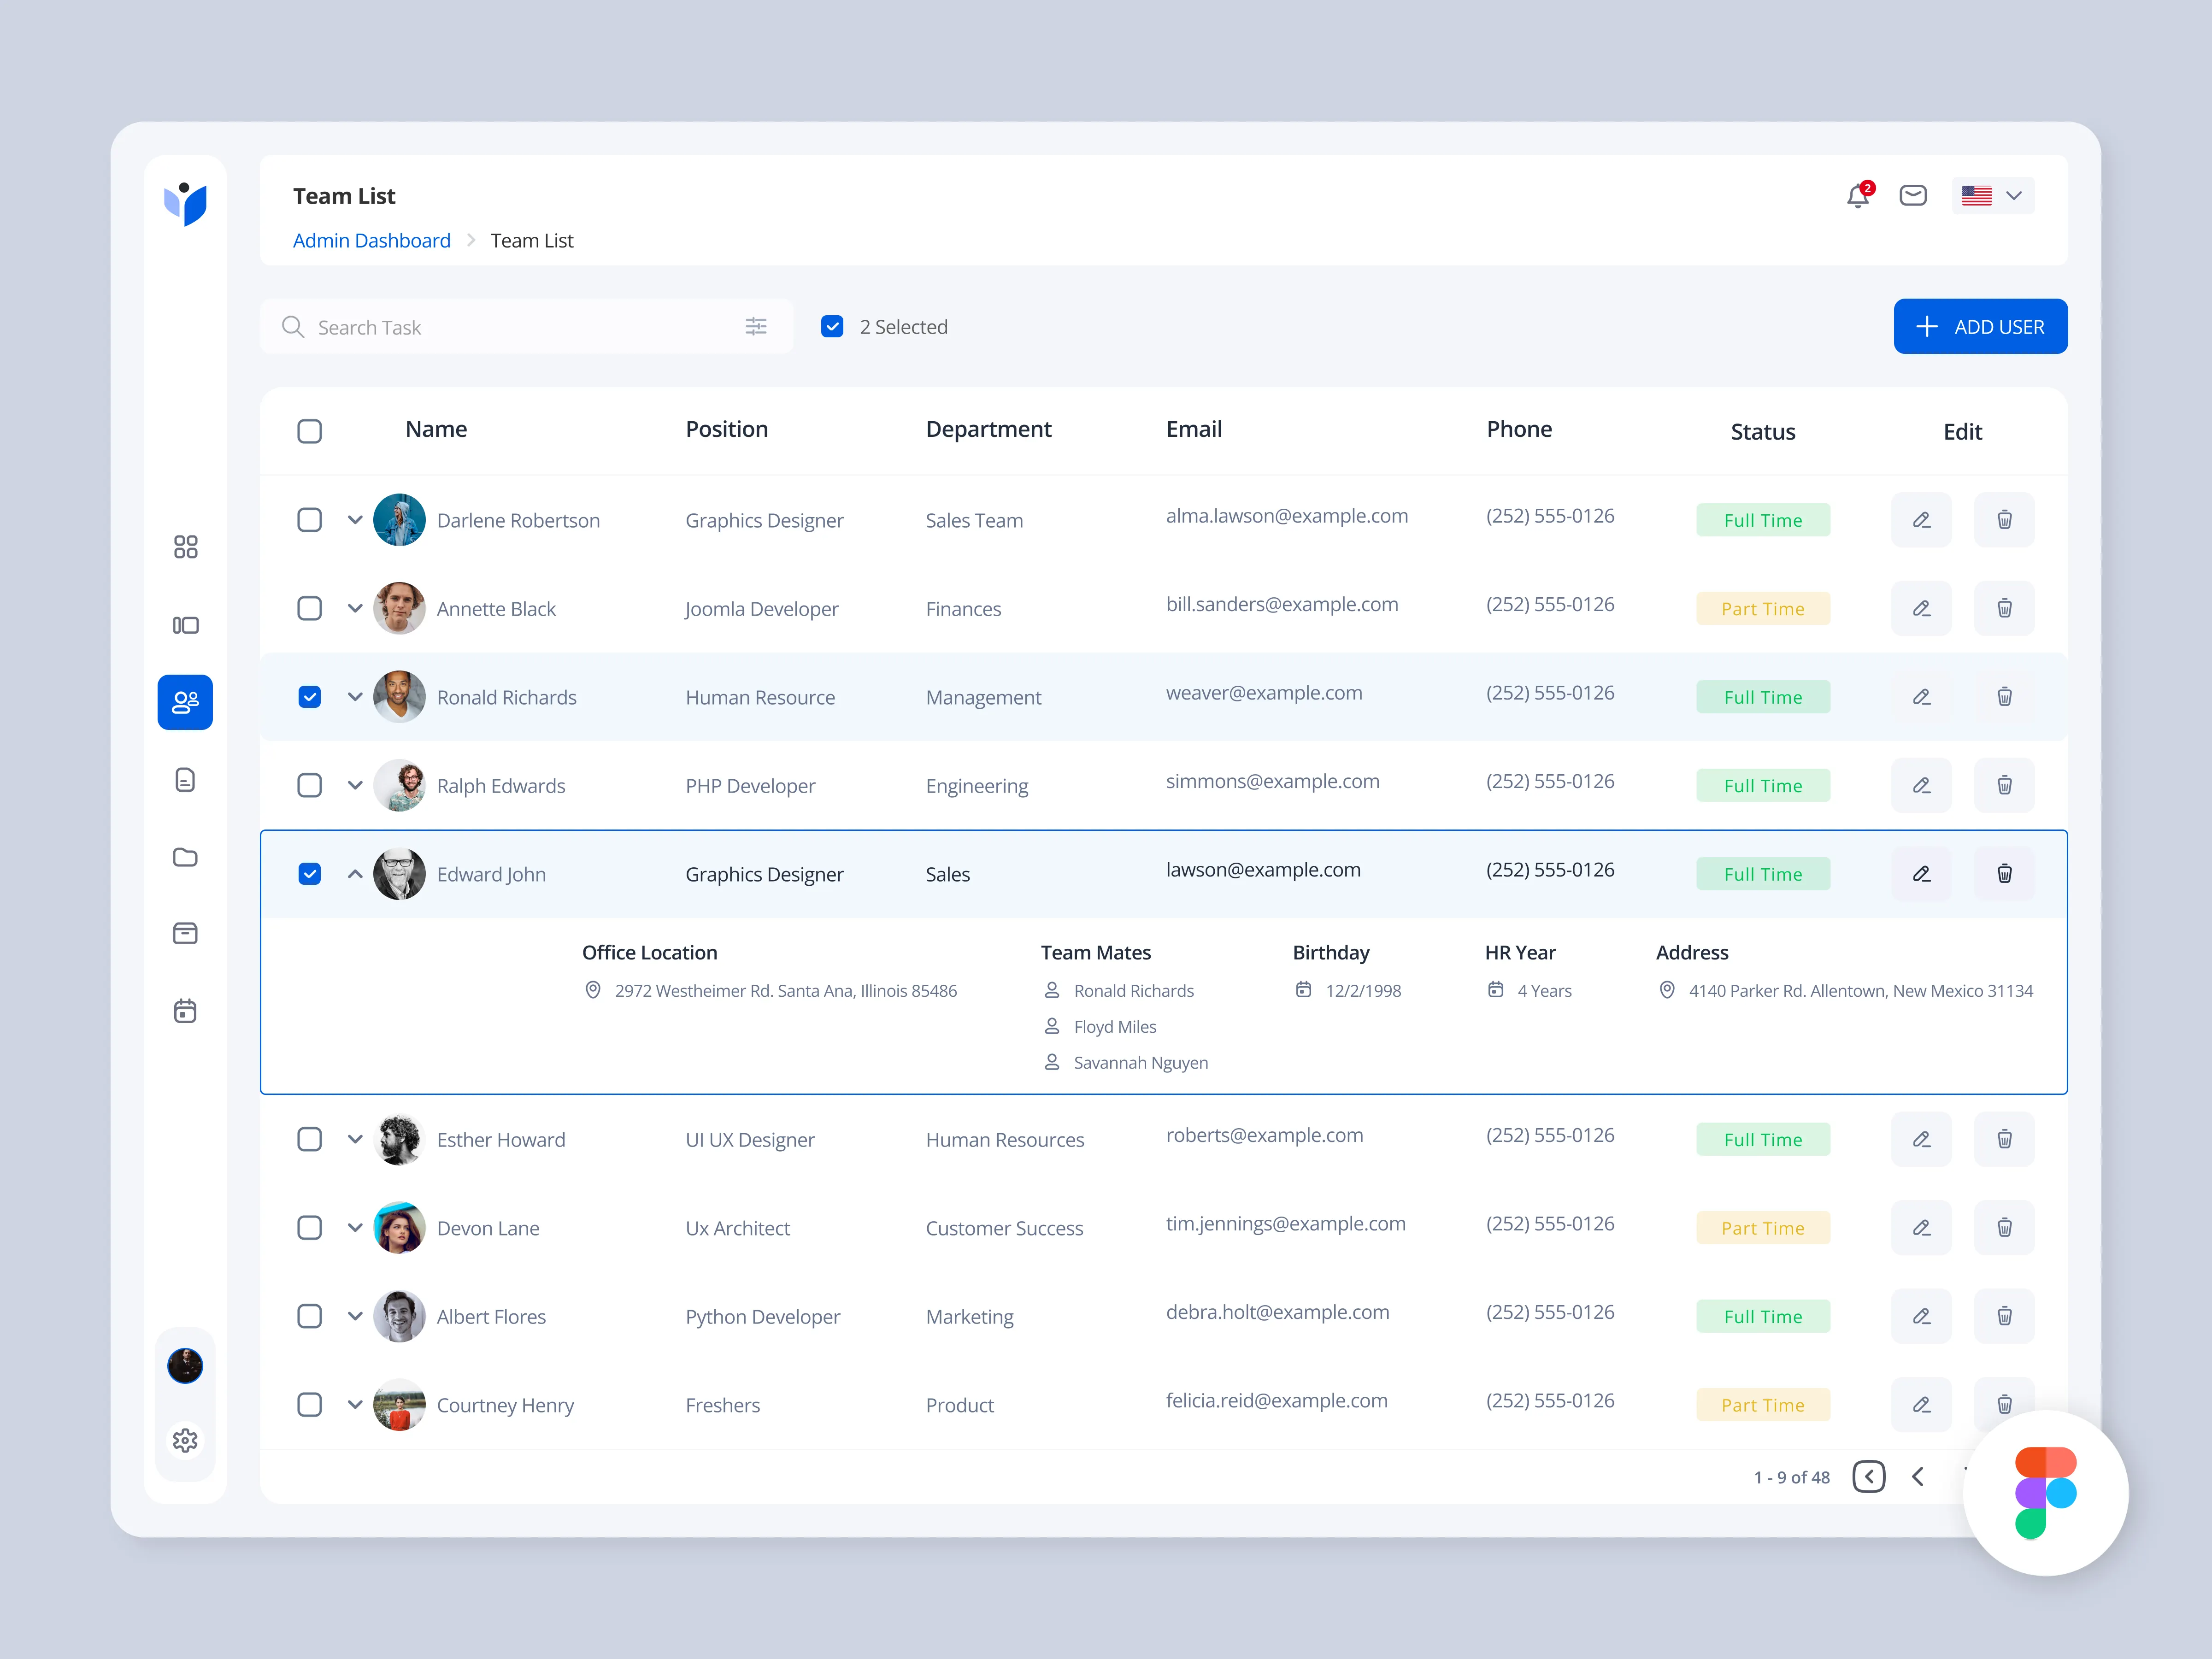 Team List
2
Admin Dashboard > Team List
Search Task
2 Selected
ADD USER
Name Position Department Email Phone Status Edit
Darlene Robertson Graphics Designer Sales Team alma.lawson@example.com (252) 555-0126 Full Time
Annette Black Joomla Developer Finances bill.sanders@example.com (252) 555-0126 Part Time
Ronald Richards Human Resource Management weaver@example.com (252) 555-0126 Full Time
Ralph Edwards PHP Developer Engineering simmons@example.com (252) 555-0126 Full Time
Edward John Graphics Designer Sales lawson@example.com (252) 555-0126 Full Time
Office Location Team Mates Birthday HR Year Address
2972 Westheimer Rd. Santa Ana, Illinois 85486 Ronald Richards 12/2/1998 4 Years 4140 Parker Rd. Allentown, New Mexico 31134
Floyd Miles
Savannah Nguyen
Esther Howard UI UX Designer Human Resources roberts@example.com (252) 555-0126 Full Time
Devon Lane Ux Architect Customer Success tim.jennings@example.com (252) 555-0126 Part Time
Albert Flores Python Developer Marketing debra.holt@example.com (252) 555-0126 Full Time
Courtney Henry Freshers Product felicia.reid@example.com (252) 555-0126 Part Time
1 - 9 of 48